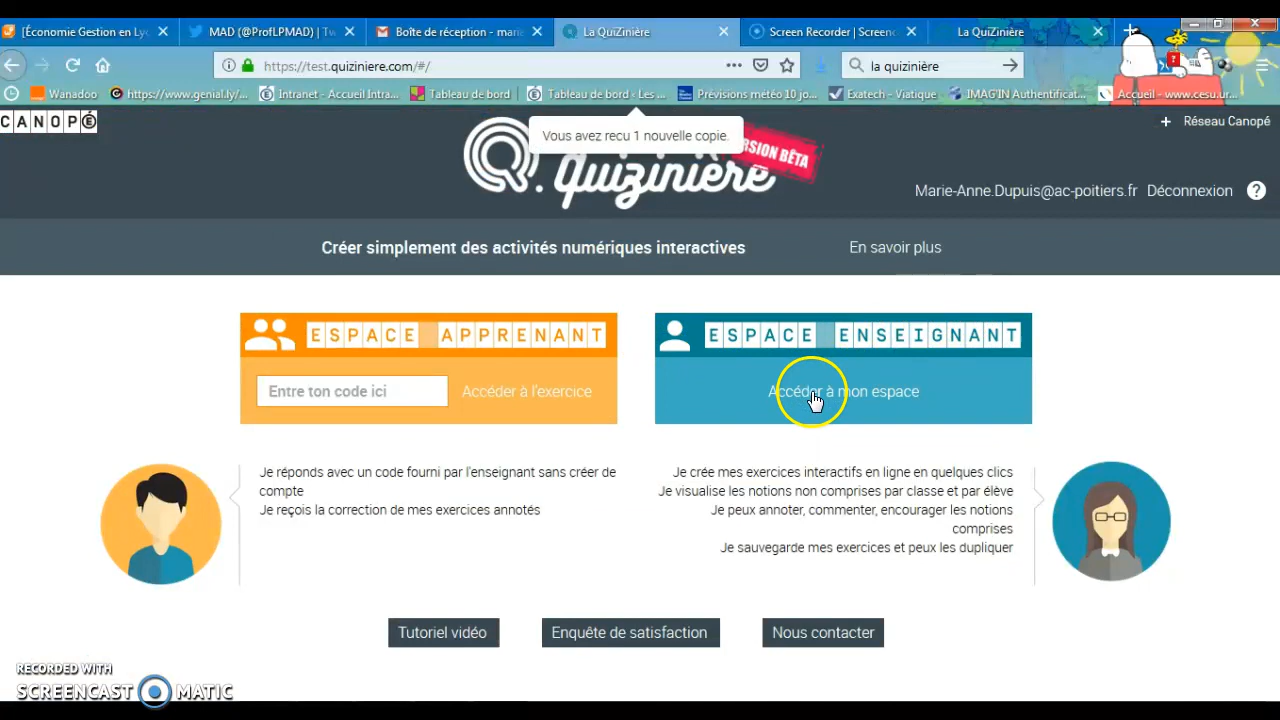 [Économie Gestion en Ly
MAD (@ProfLPMAD) | Tw
Boîte de réception - marie
La QuiZinière
Screen Recorder | Screenc
La QuiZinière
https://test.quiziniere.com/#/
la quizinière
Wanadoo
https://www.genial.ly/...
Intranet - Accueil Intra...
Tableau de bord
Tableau de bord ‹ Les ...
Prévisions météo 10 jo...
Exatech - Viatique
IMAG'IN Authentificat...
Accueil - www.cesu.ur...
CANOPÉ
+ Réseau Canopé
Vous avez recu 1 nouvelle copie.
RSION BÊTA
Quizinière
Marie-Anne.Dupuis@ac-poitiers.fr
Déconnexion
?
Créer simplement des activités numériques interactives
En savoir plus
ESPACE APPRENANT
Entre ton code ici
Accéder à l'exercice
ESPACE ENSEIGNANT
Accéder à mon espace
Je réponds avec un code fourni par l'enseignant sans créer de
compte
Je reçois la correction de mes exercices annotés
Je crée mes exercices interactifs en ligne en quelques clics
Je visualise les notions non comprises par classe et par élève
Je peux annoter, commenter, encourager les notions
comprises
Je sauvegarde mes exercices et peux les dupliquer
Tutoriel vidéo
Enquête de satisfaction
Nous contacter
RECORDED WITH
SCREENCAST MATIC